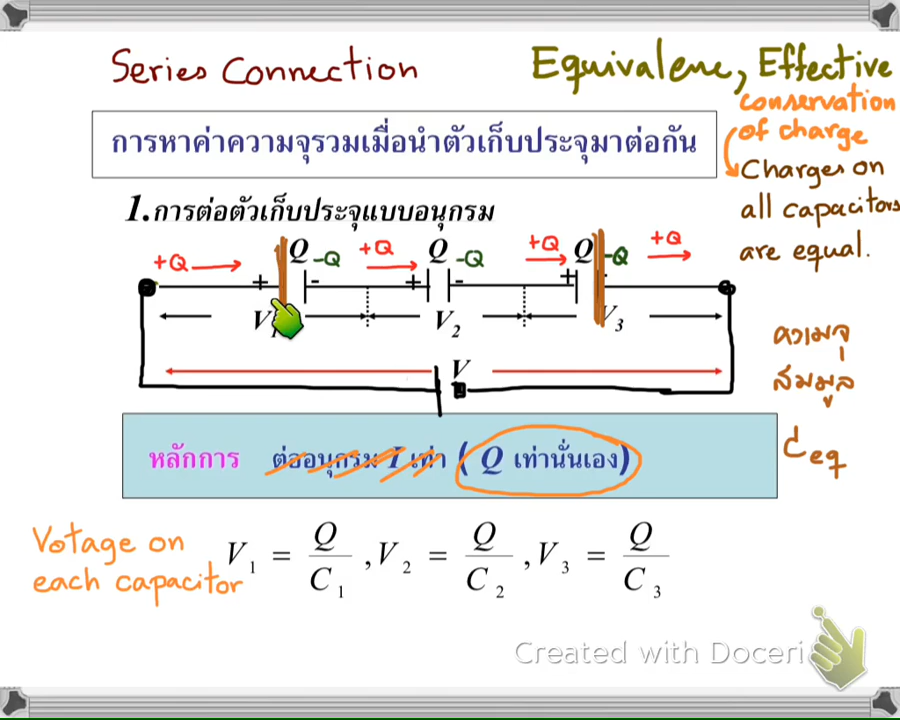 Series Connection
Equivalenc, Effective
conservation
of charge
การหาค่าความจุรวมเมื่อนำตัวเก็บประจุมาต่อกัน
Charges on
all capacitors
are equal.
1.การต่อตัวเก็บประจุแบบอนุกรม
+Q Q -Q +Q Q -Q +Q Q -Q +Q
+ - + - +
V1 V2 V3
V
ความจุ
สมมูล
Ceq
หลักการ ต่ออนุกรม I เท่า ( Q เท่านั่นเอง)
Votage on
each capacitor
V1 = Q/C1 , V2 = Q/C2 , V3 = Q/C3
Created with Doceri